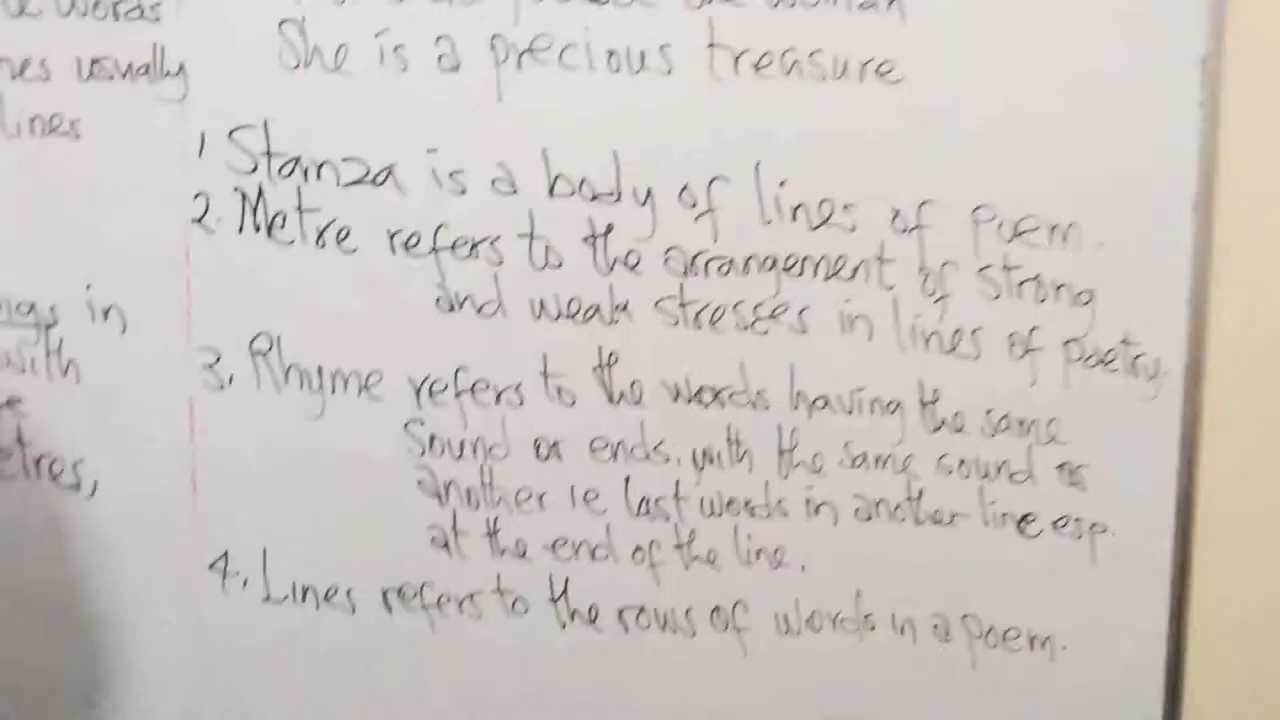 words
She is a precious treasure
usually
lines
1 Stanza is a body of lines of poem.
2. Metre refers to the arrangement of strong
and weak stresses in lines of poetry.
in
with
3. Rhyme refers to the words having the same
Sound or ends, with the same sound as
another ie last words in another line esp.
at the end of the line.
4. Lines refers to the rows of words in a poem.